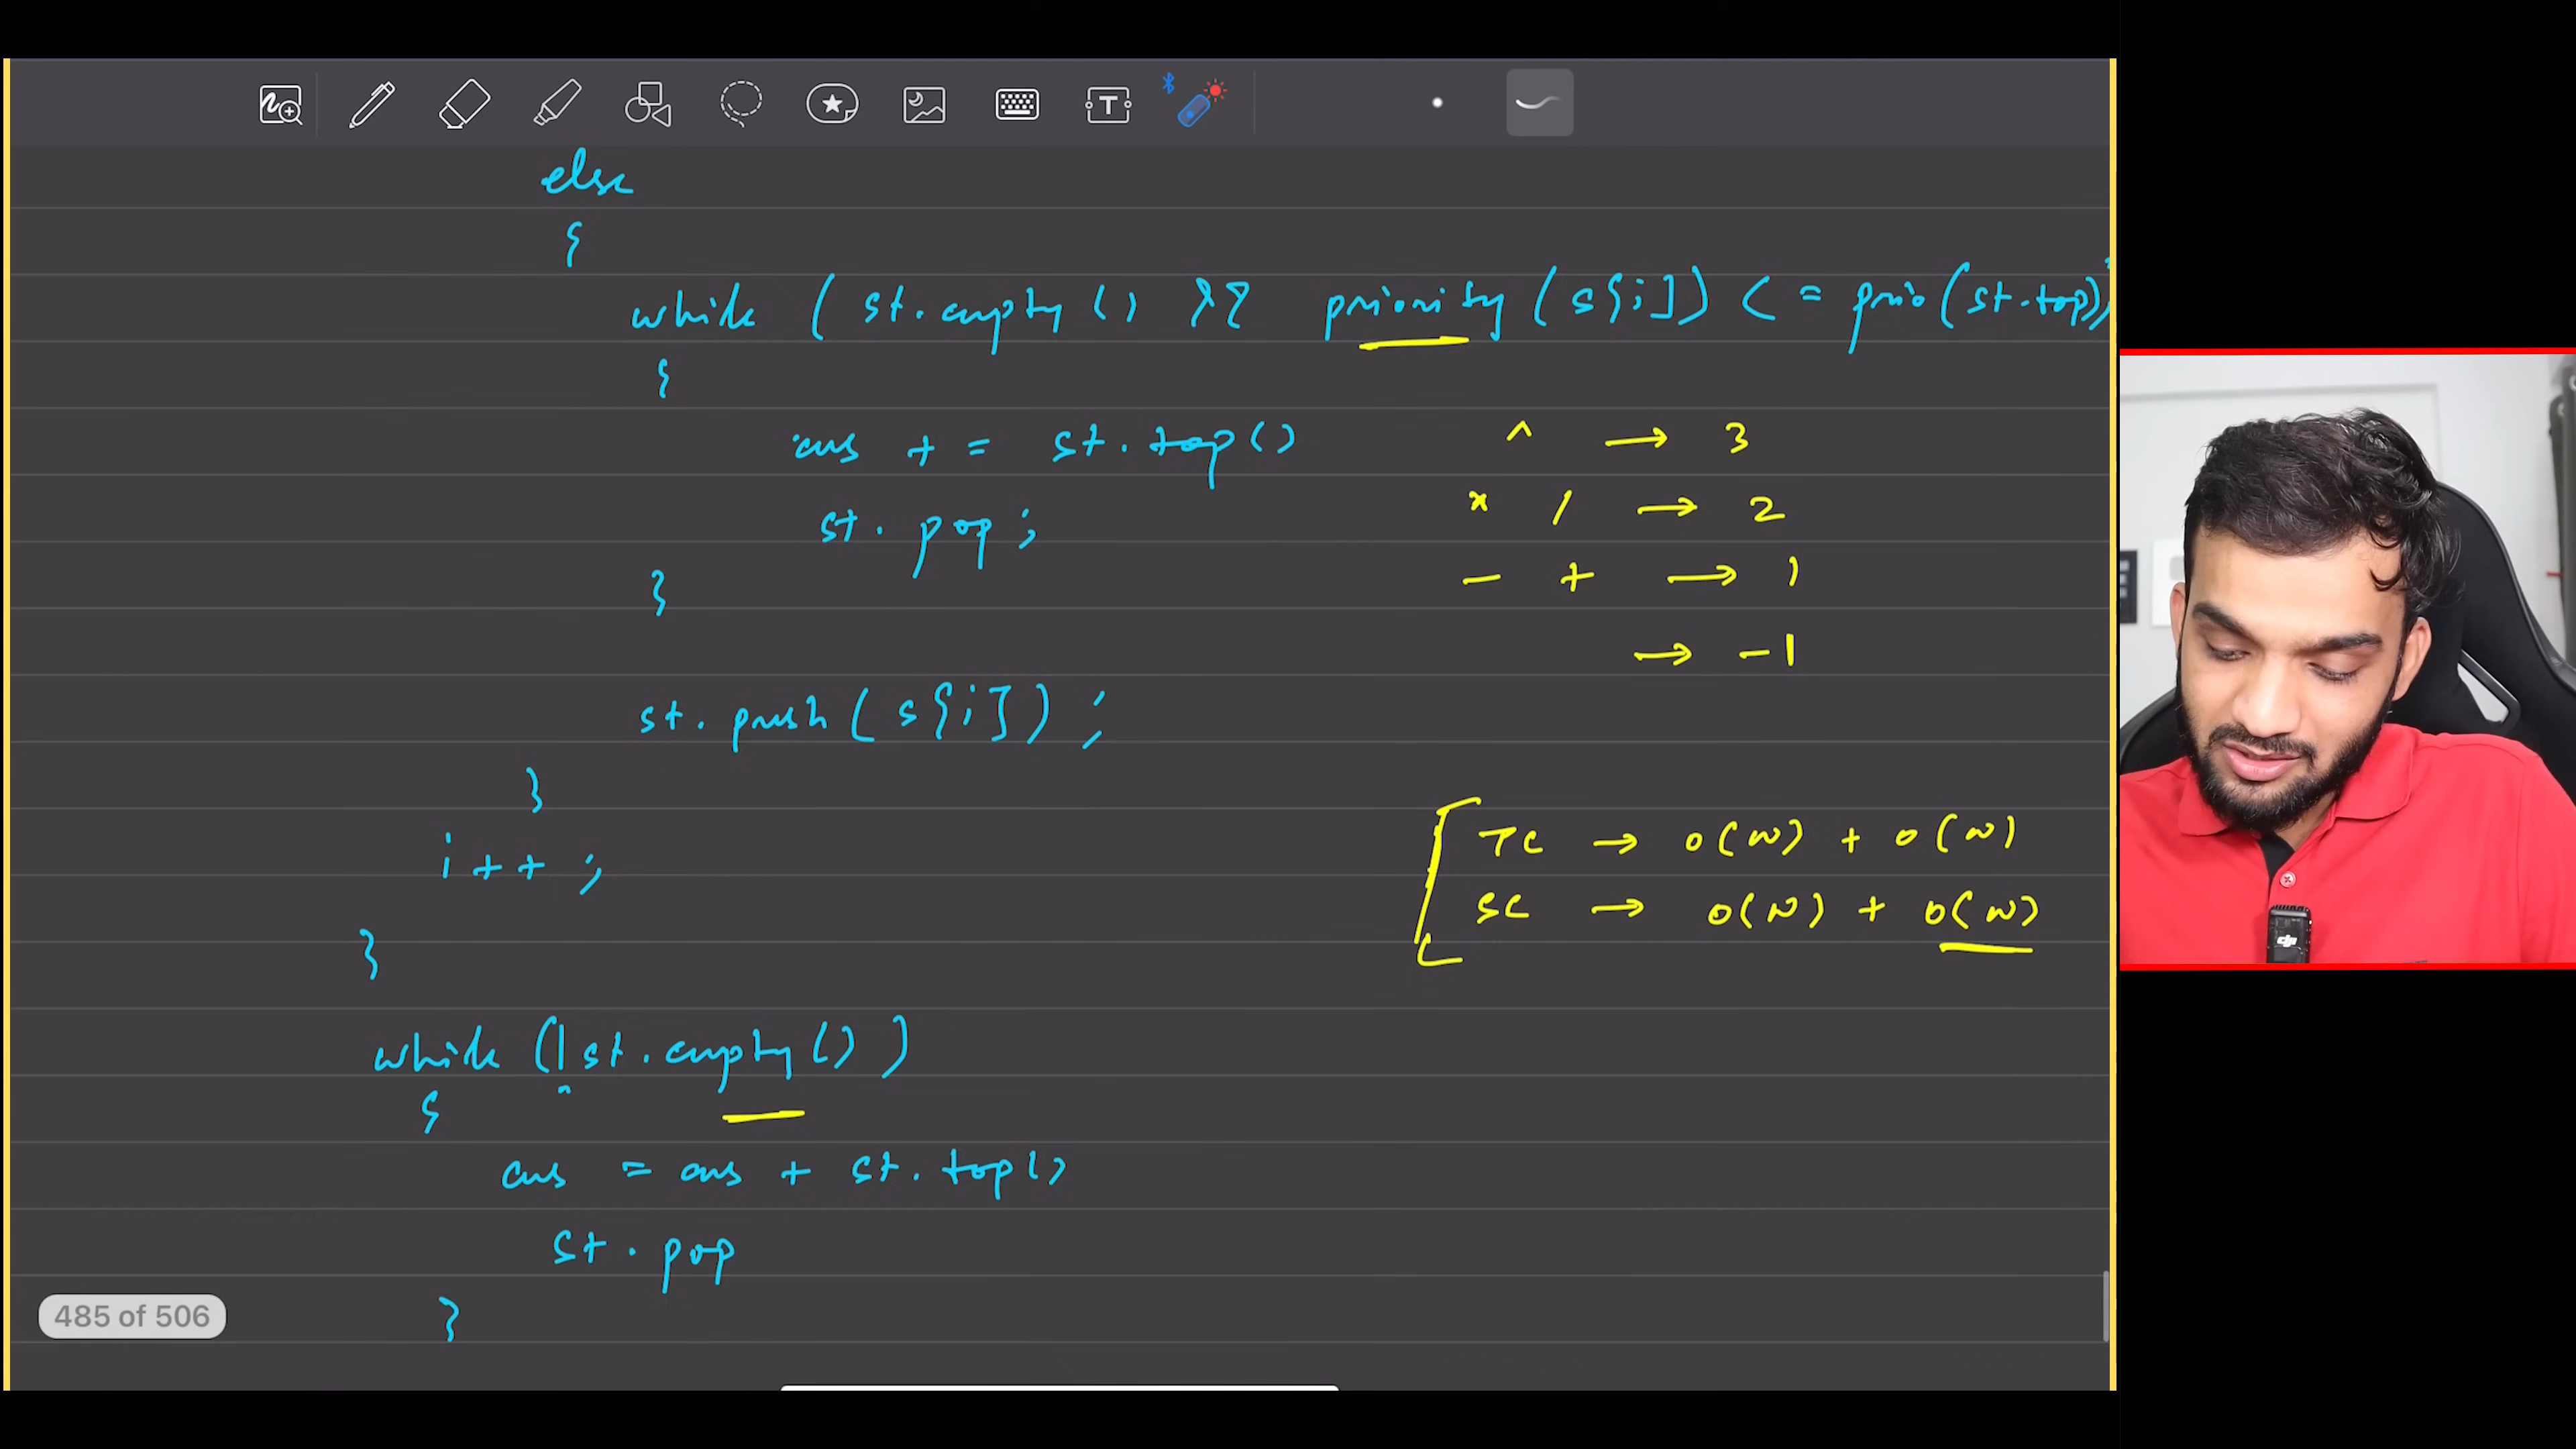 else
{
while ( st.empty () && priority ( s[i] ) <= prio (st.top))
{
ans += st.top()
st.pop;
}
st.push ( s[i] ) ;
}
i++ ;
}
while (!st.empty () )
{
ans = ans + st.top()
st.pop
}
^ → 3
* / → 2
- + → 1
→ -1
TC → O(N) + O(N)
SC → O(N) + O(N)
T
485 of 506
dji